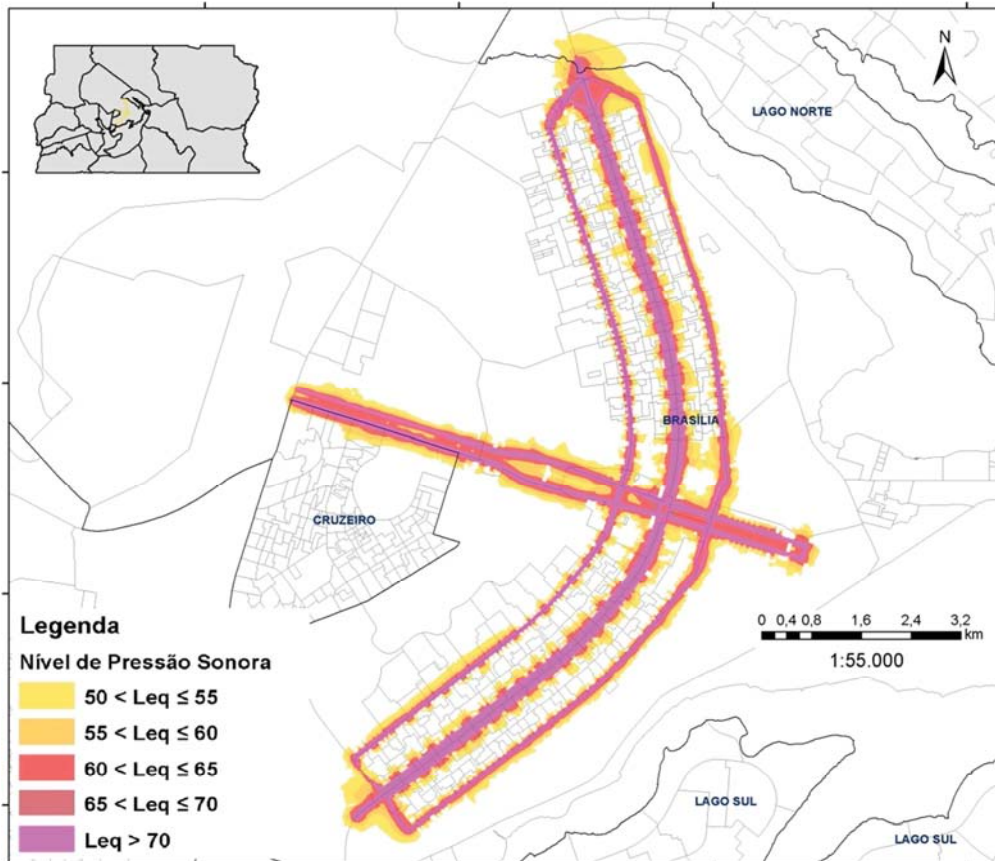 N
LAGO NORTE
BRASÍLIA
CRUZEIRO
Legenda
Nível de Pressão Sonora
50 < Leq ≤ 55
55 < Leq ≤ 60
60 < Leq ≤ 65
65 < Leq ≤ 70
Leq > 70
0 0,4 0,8 1,6 2,4 3,2
km
1:55.000
LAGO SUL
LAGO SUL